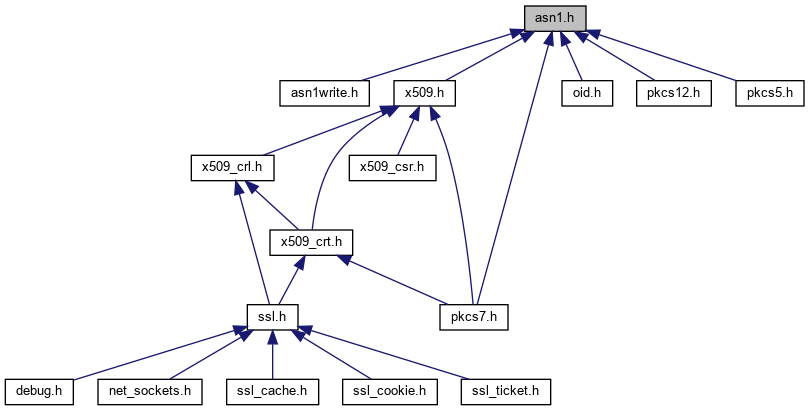 asn1.h
asn1write.h
x509.h
oid.h
pkcs12.h
pkcs5.h
x509_crl.h
x509_csr.h
x509_crt.h
ssl.h
pkcs7.h
debug.h
net_sockets.h
ssl_cache.h
ssl_cookie.h
ssl_ticket.h